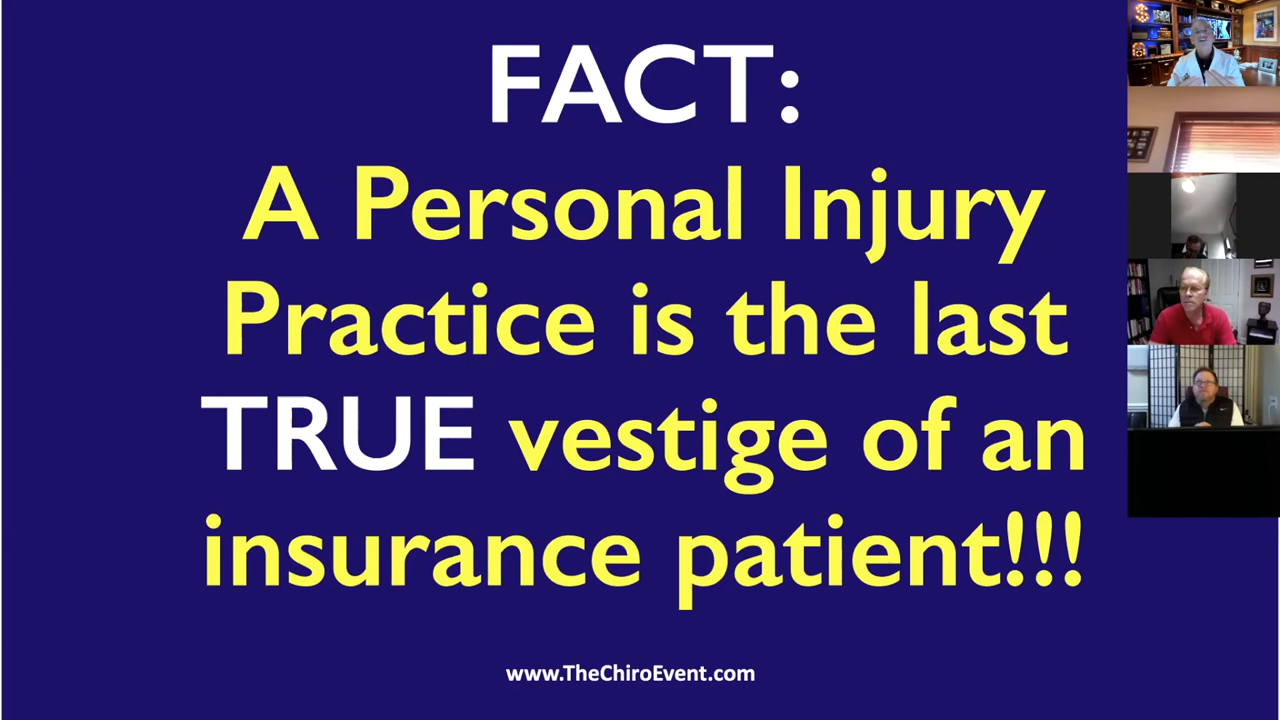 FACT:
A Personal Injury
Practice is the last
TRUE vestige of an
insurance patient!!!
www.TheChiroEvent.com